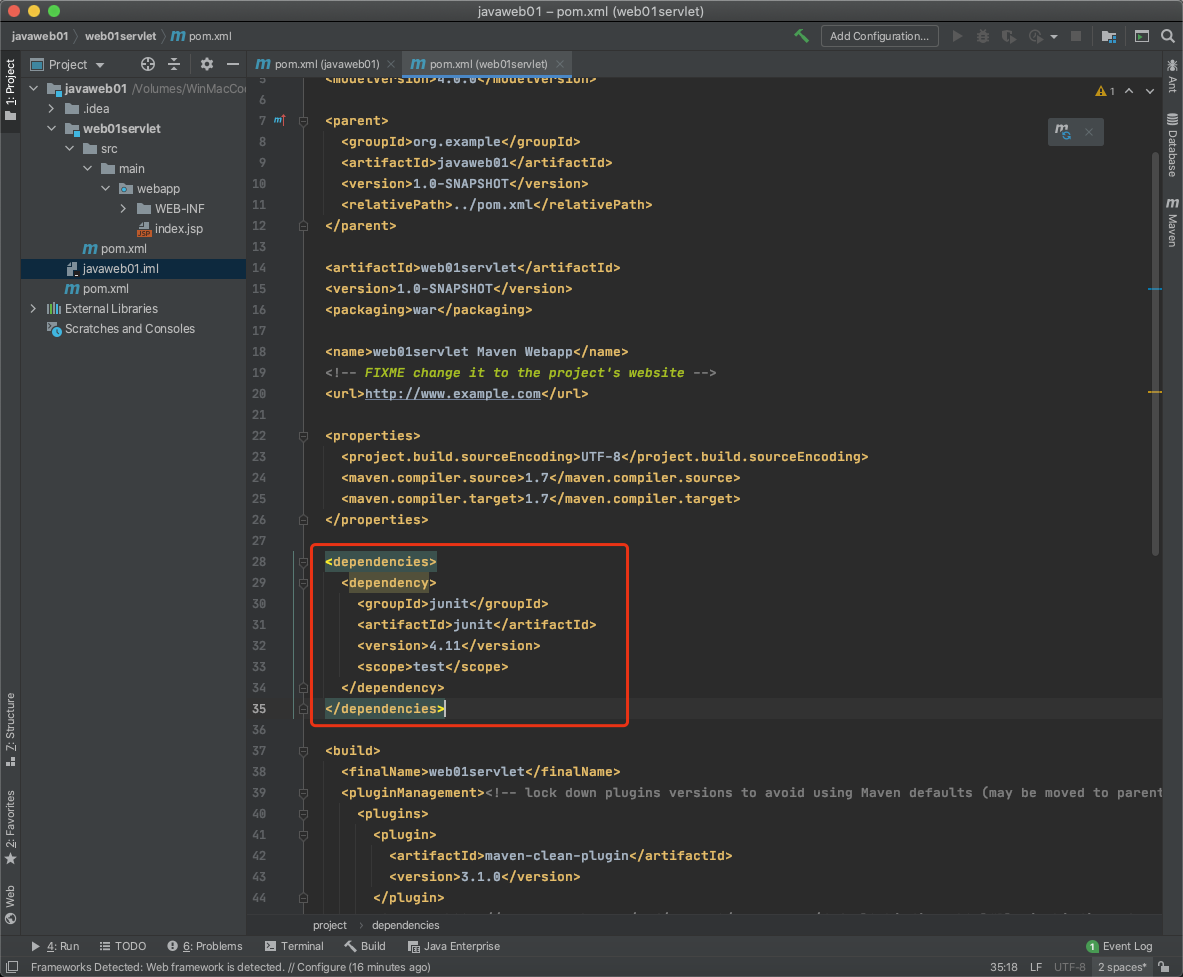 javaweb01 – pom.xml (web01servlet)
javaweb01 web01servlet pom.xml
Add Configuration...
1: Project
Project
javaweb01 /Volumes/WinMacCo
.idea
web01servlet
src
main
webapp
WEB-INF
index.jsp
pom.xml
javaweb01.iml
pom.xml
External Libraries
Scratches and Consoles
pom.xml (javaweb01)
pom.xml (web01servlet)
1
5 <modelVersion>4.0.0</modelVersion>
6
7 <parent>
8 <groupId>org.example</groupId>
9 <artifactId>javaweb01</artifactId>
10 <version>1.0-SNAPSHOT</version>
11 <relativePath>../pom.xml</relativePath>
12 </parent>
13
14 <artifactId>web01servlet</artifactId>
15 <version>1.0-SNAPSHOT</version>
16 <packaging>war</packaging>
17
18 <name>web01servlet Maven Webapp</name>
19 <!-- FIXME change it to the project's website -->
20 <url>http://www.example.com</url>
21
22 <properties>
23 <project.build.sourceEncoding>UTF-8</project.build.sourceEncoding>
24 <maven.compiler.source>1.7</maven.compiler.source>
25 <maven.compiler.target>1.7</maven.compiler.target>
26 </properties>
27
28 <dependencies>
29 <dependency>
30 <groupId>junit</groupId>
31 <artifactId>junit</artifactId>
32 <version>4.11</version>
33 <scope>test</scope>
34 </dependency>
35 </dependencies>
36
37 <build>
38 <finalName>web01servlet</finalName>
39 <pluginManagement><!-- lock down plugins versions to avoid using Maven defaults (may be moved to parent
40 <plugins>
41 <plugin>
42 <artifactId>maven-clean-plugin</artifactId>
43 <version>3.1.0</version>
44 </plugin>
project dependencies
Ant
Database
Maven
Z: Structure
2: Favorites
Web
4: Run
TODO
6: Problems
Terminal
Build
Java Enterprise
1 Event Log
Frameworks Detected: Web framework is detected. // Configure (16 minutes ago)
35:18 LF UTF-8 2 spaces*